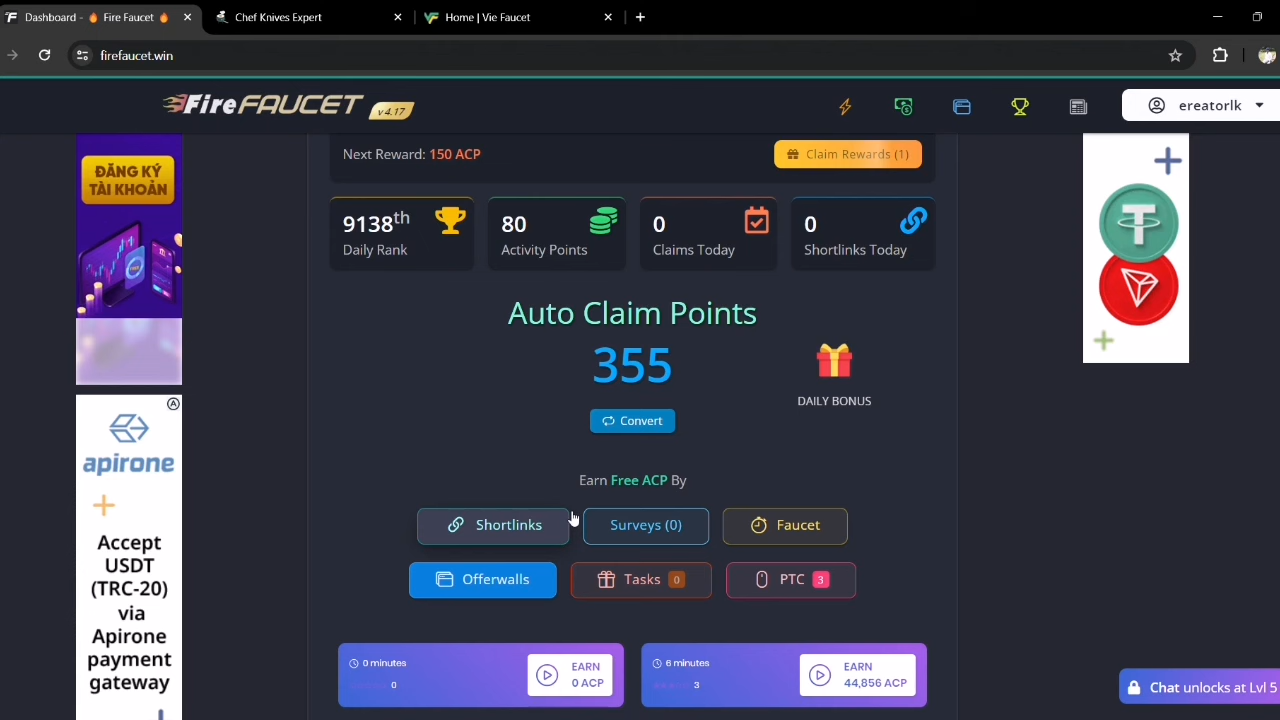 Dashboard - 🔥 Fire Faucet 🔥
Chef Knives Expert
Home | Vie Faucet
firefaucet.win
Fire FAUCET v4.17
ereatorlk
ĐĂNG KÝ
TÀI KHOẢN
FREE
Next Reward: 150 ACP
Claim Rewards (1)
9138th
Daily Rank
80
Activity Points
0
Claims Today
0
Shortlinks Today
Auto Claim Points
355
Convert
DAILY BONUS
Earn Free ACP By
Shortlinks
Surveys (0)
Faucet
Offerwalls
Tasks 0
PTC 3
0 minutes
0
EARN
0 ACP
6 minutes
3
EARN
44,856 ACP
A
apirone
Accept
USDT
(TRC-20)
via
Apirone
payment
gateway
Chat unlocks at Lvl 5